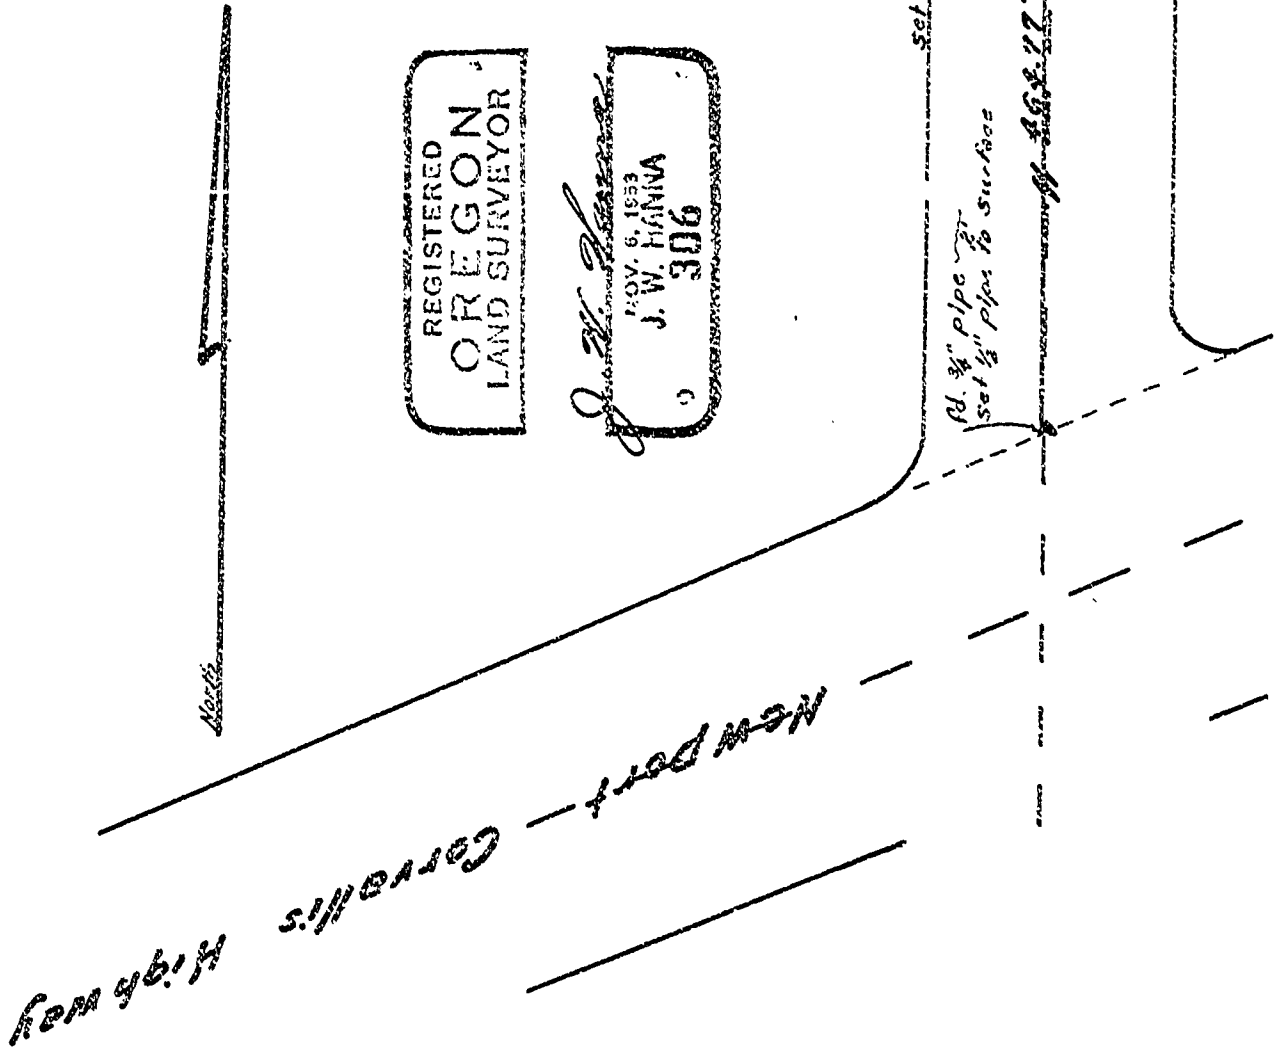 REGISTERED
OREGON
LAND SURVEYOR
J. W. Hanna
NOV. 6, 1953
J. W. HANNA
306
set
Fd. 3/4" pipe
set 1/2" pipe to surface
North
Newport
Corvallis
Highway